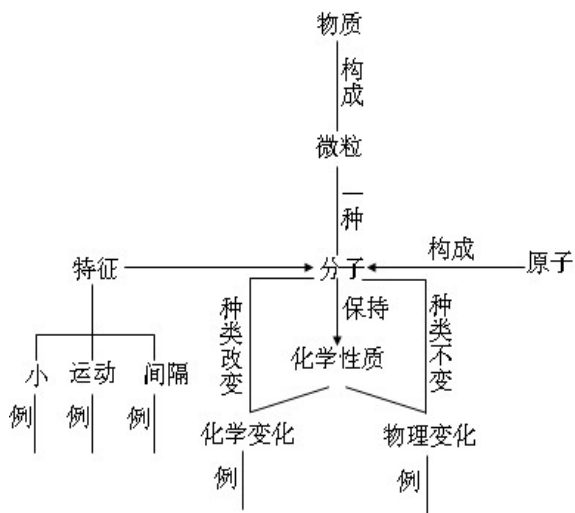 物质
构成
微粒
一种
特征
分子
构成
原子
种类改变
保持
种类不变
化学性质
小
运动
间隔
例
例
例
化学变化
物理变化
例
例